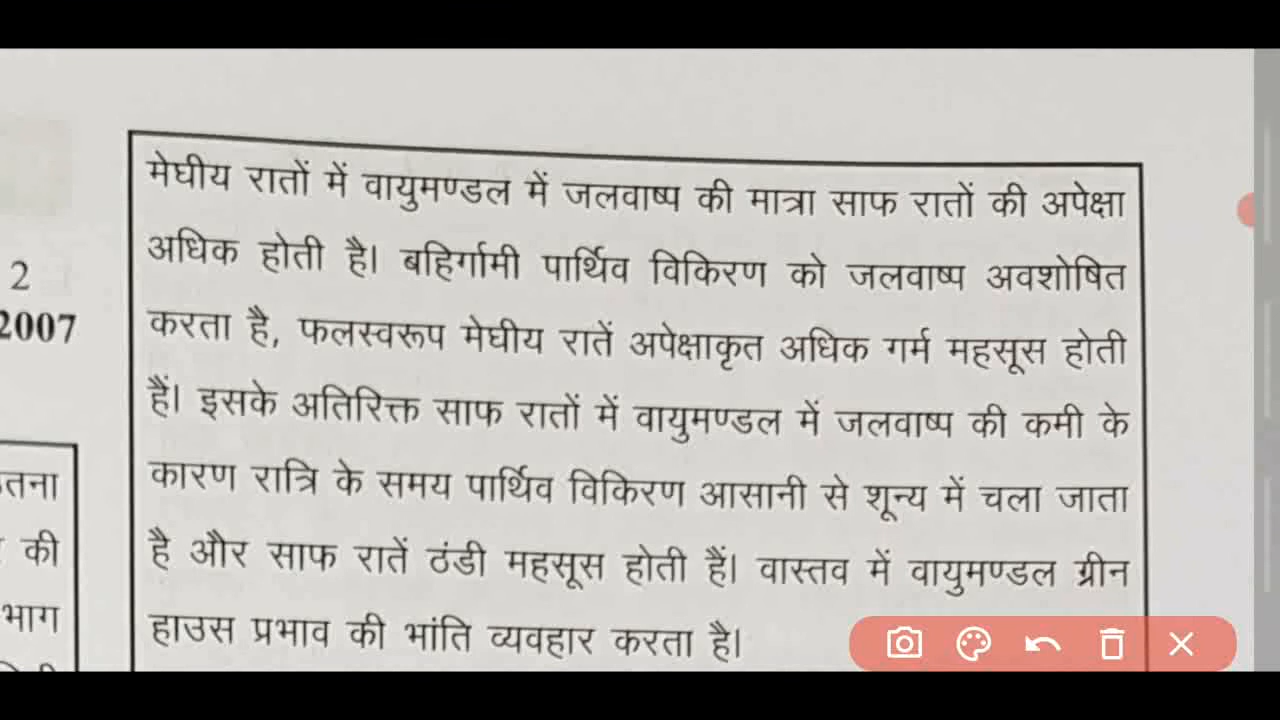 मेघीय रातों में वायुमण्डल में जलवाष्प की मात्रा साफ रातों की अपेक्षा
अधिक होती है। बहिर्गामी पार्थिव विकिरण को जलवाष्प अवशोषित
करता है, फलस्वरूप मेघीय रातें अपेक्षाकृत अधिक गर्म महसूस होती
हैं। इसके अतिरिक्त साफ रातों में वायुमण्डल में जलवाष्प की कमी के
कारण रात्रि के समय पार्थिव विकिरण आसानी से शून्य में चला जाता
है और साफ रातें ठंडी महसूस होती हैं। वास्तव में वायुमण्डल ग्रीन
हाउस प्रभाव की भांति व्यवहार करता है।
2
2007
की
भाग